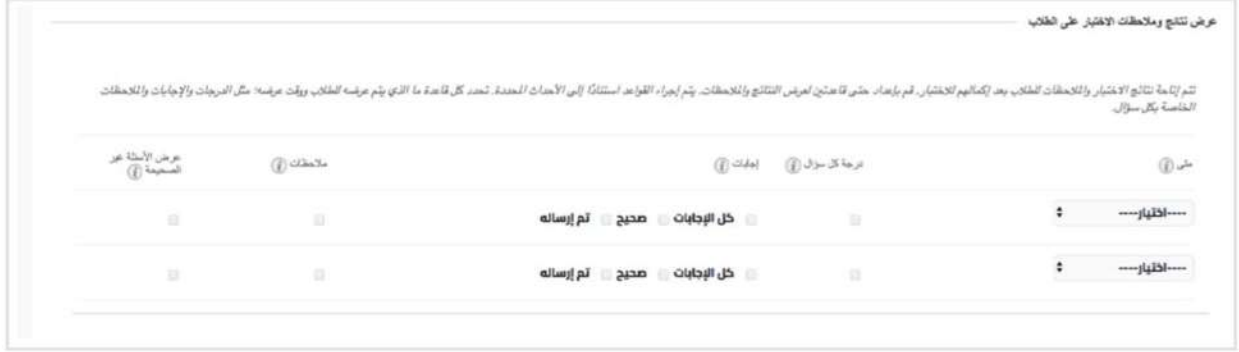 عرض نتائج وملاحظات الاختبار على الطلاب
تتم إتاحة نتائج الاختبار والملاحظات للطلاب بعد إكمالهم للاختبار. قم بإعداد حتى قاعدتين لعرض النتائج والملاحظات. يتم إجراء القواعد استنادًا إلى الأحداث المحددة. تحدد كل قاعدة ما الذي يتم عرضه للطلاب ووقت عرضه؛ مثل الدرجات والإجابات والملاحظات
الخاصة بكل سؤال.
متى درجة كل سؤال إجابات ملاحظات عرض الأسئلة غير
الصحيحة
----اختيار---- كل الإجابات صحيح تم إرساله
----اختيار---- كل الإجابات صحيح تم إرساله